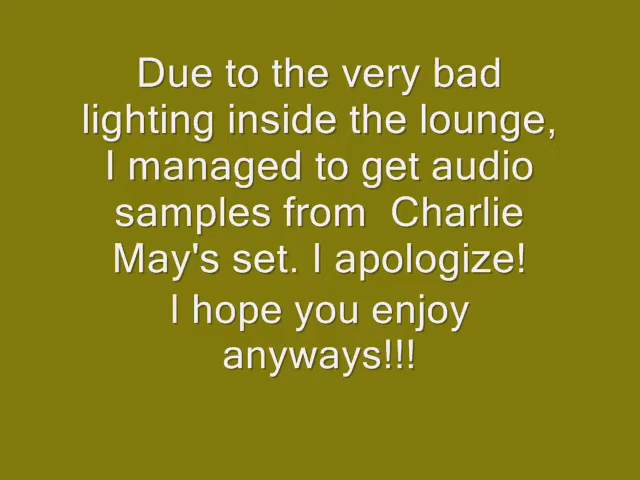 Due to the very bad
lighting inside the lounge,
I managed to get audio
samples from  Charlie
May's set. I apologize!
I hope you enjoy
anyways!!!